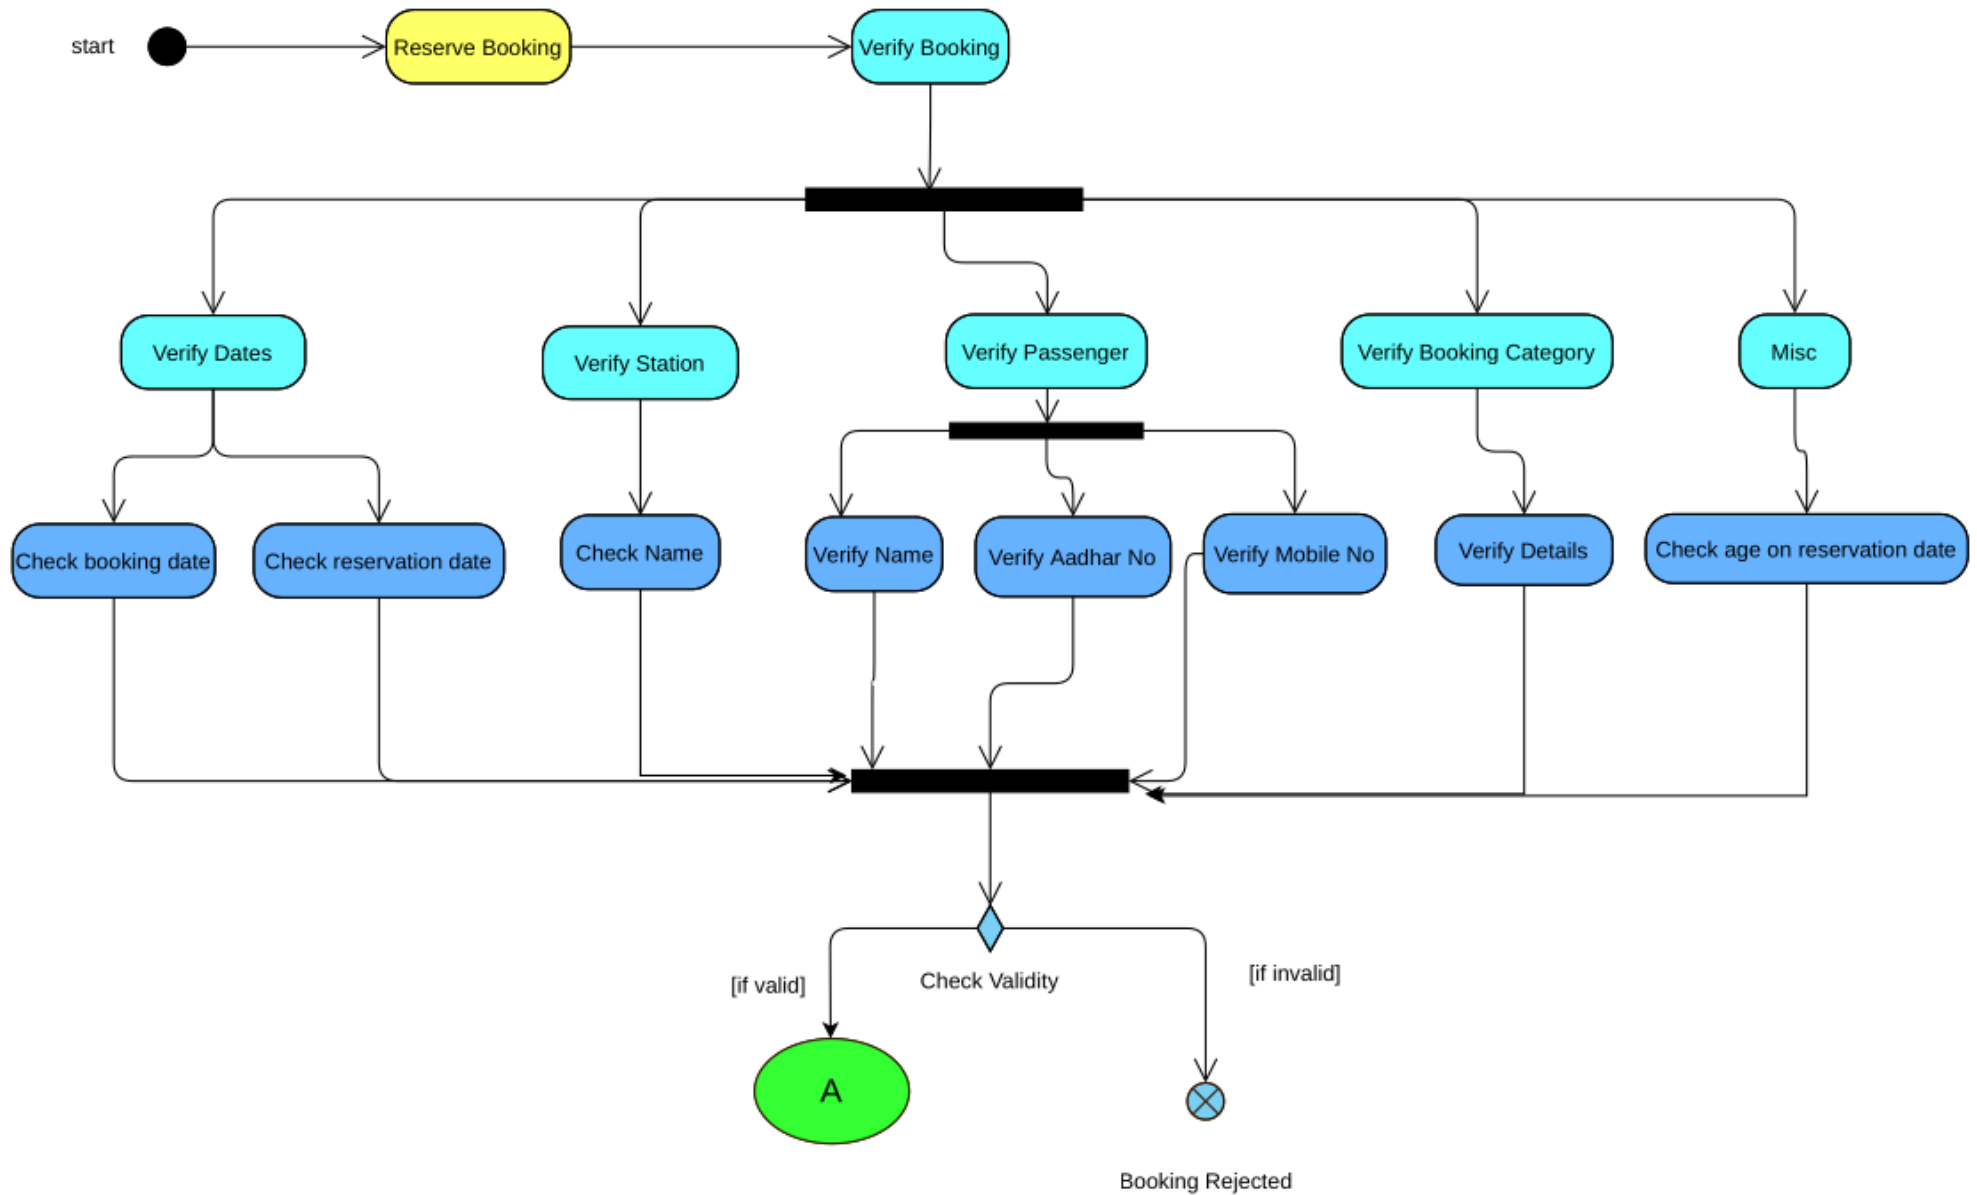 start
Reserve Booking
Verify Booking
Verify Dates
Verify Station
Verify Passenger
Verify Booking Category
Misc
Check booking date
Check reservation date
Check Name
Verify Name
Verify Aadhar No
Verify Mobile No
Verify Details
Check age on reservation date
[if valid]
Check Validity
[if invalid]
A
Booking Rejected